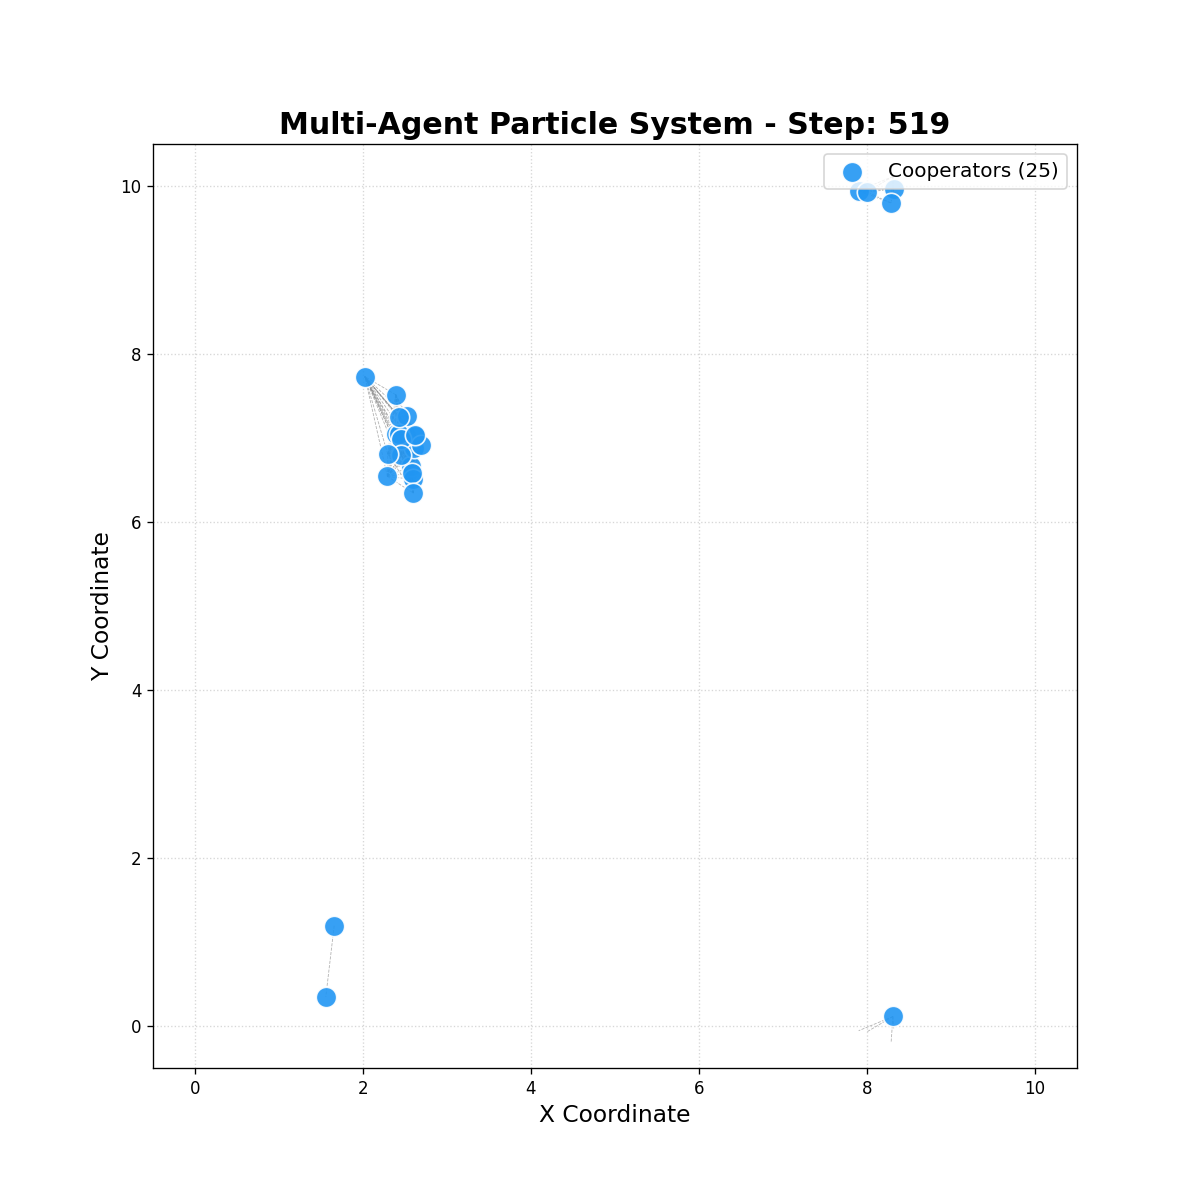 Multi-Agent Particle System - Step: 519
Cooperators (25)
10
8
6
4
2
0
Y Coordinate
0 2 4 6 8 10
X Coordinate